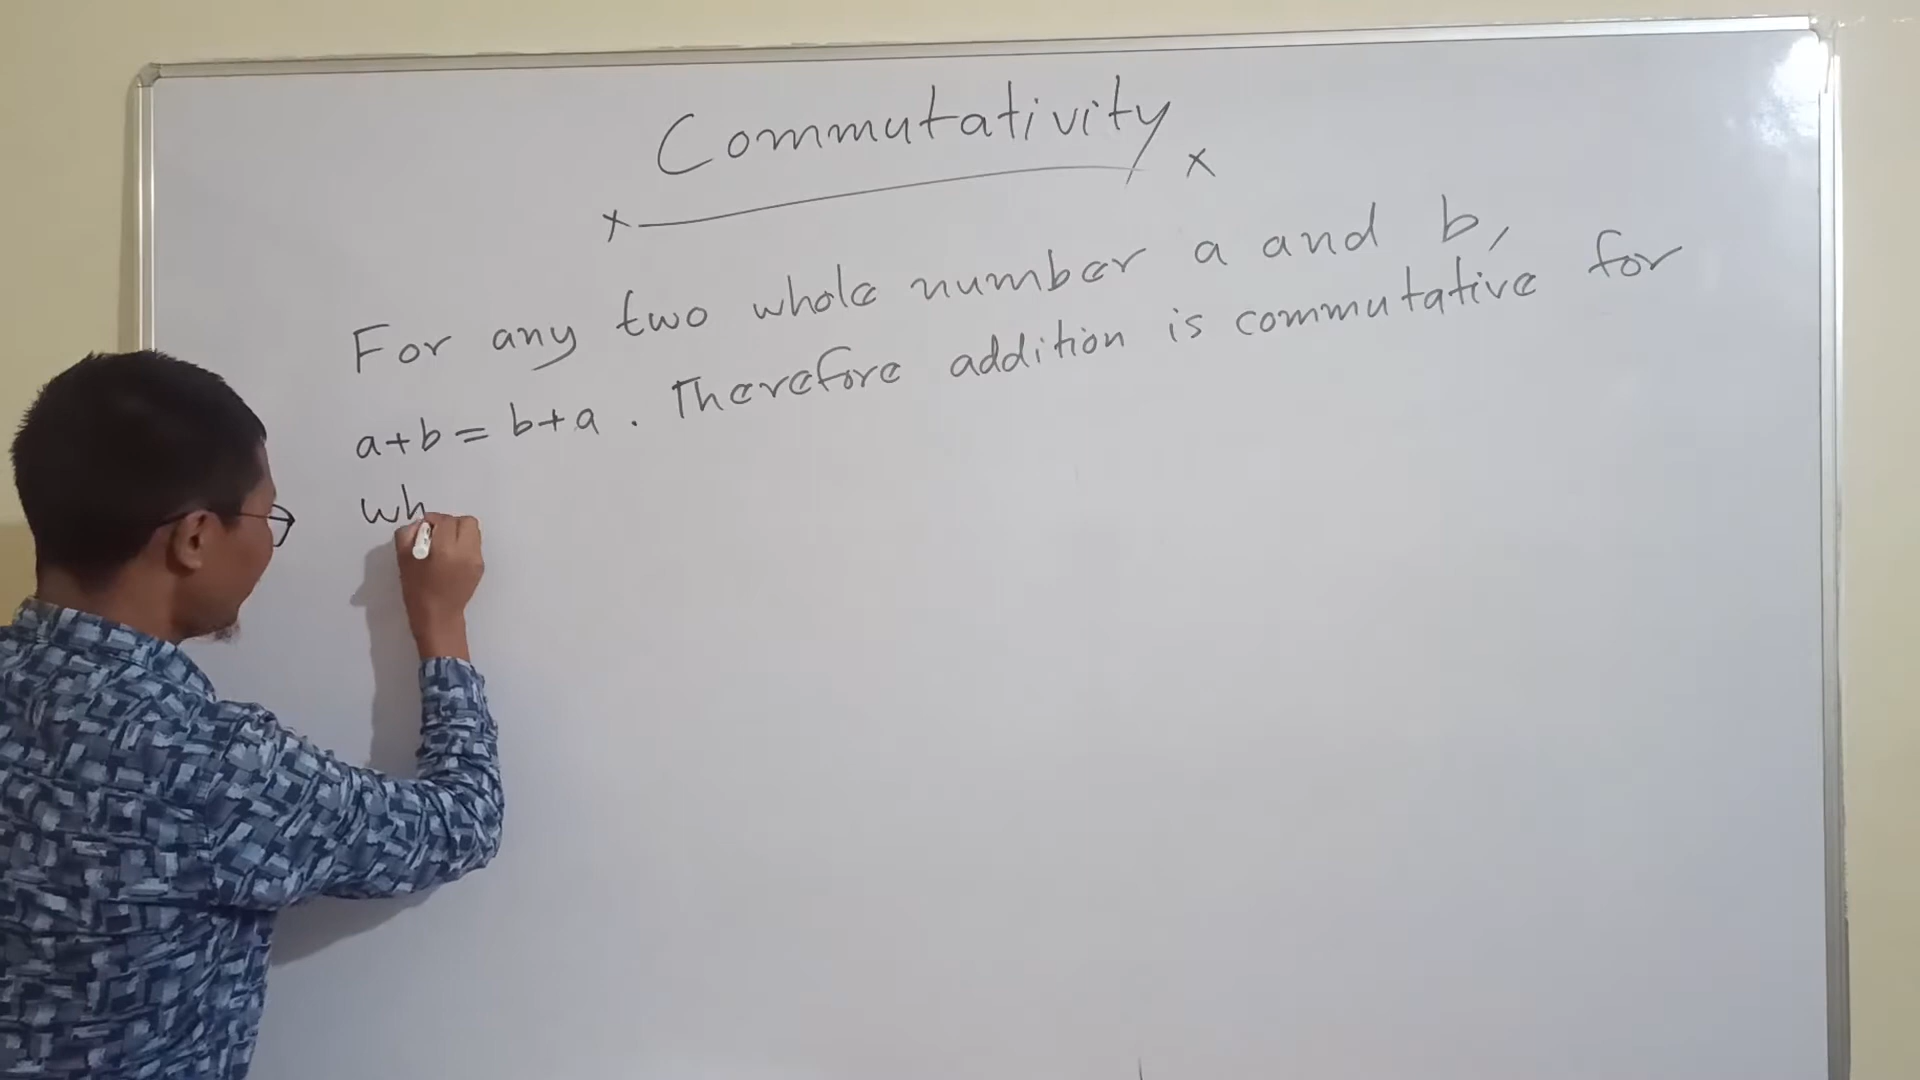 Commutativity
For any two whole number a and b,
a+b = b+a . Therefore addition is commutative for
wh